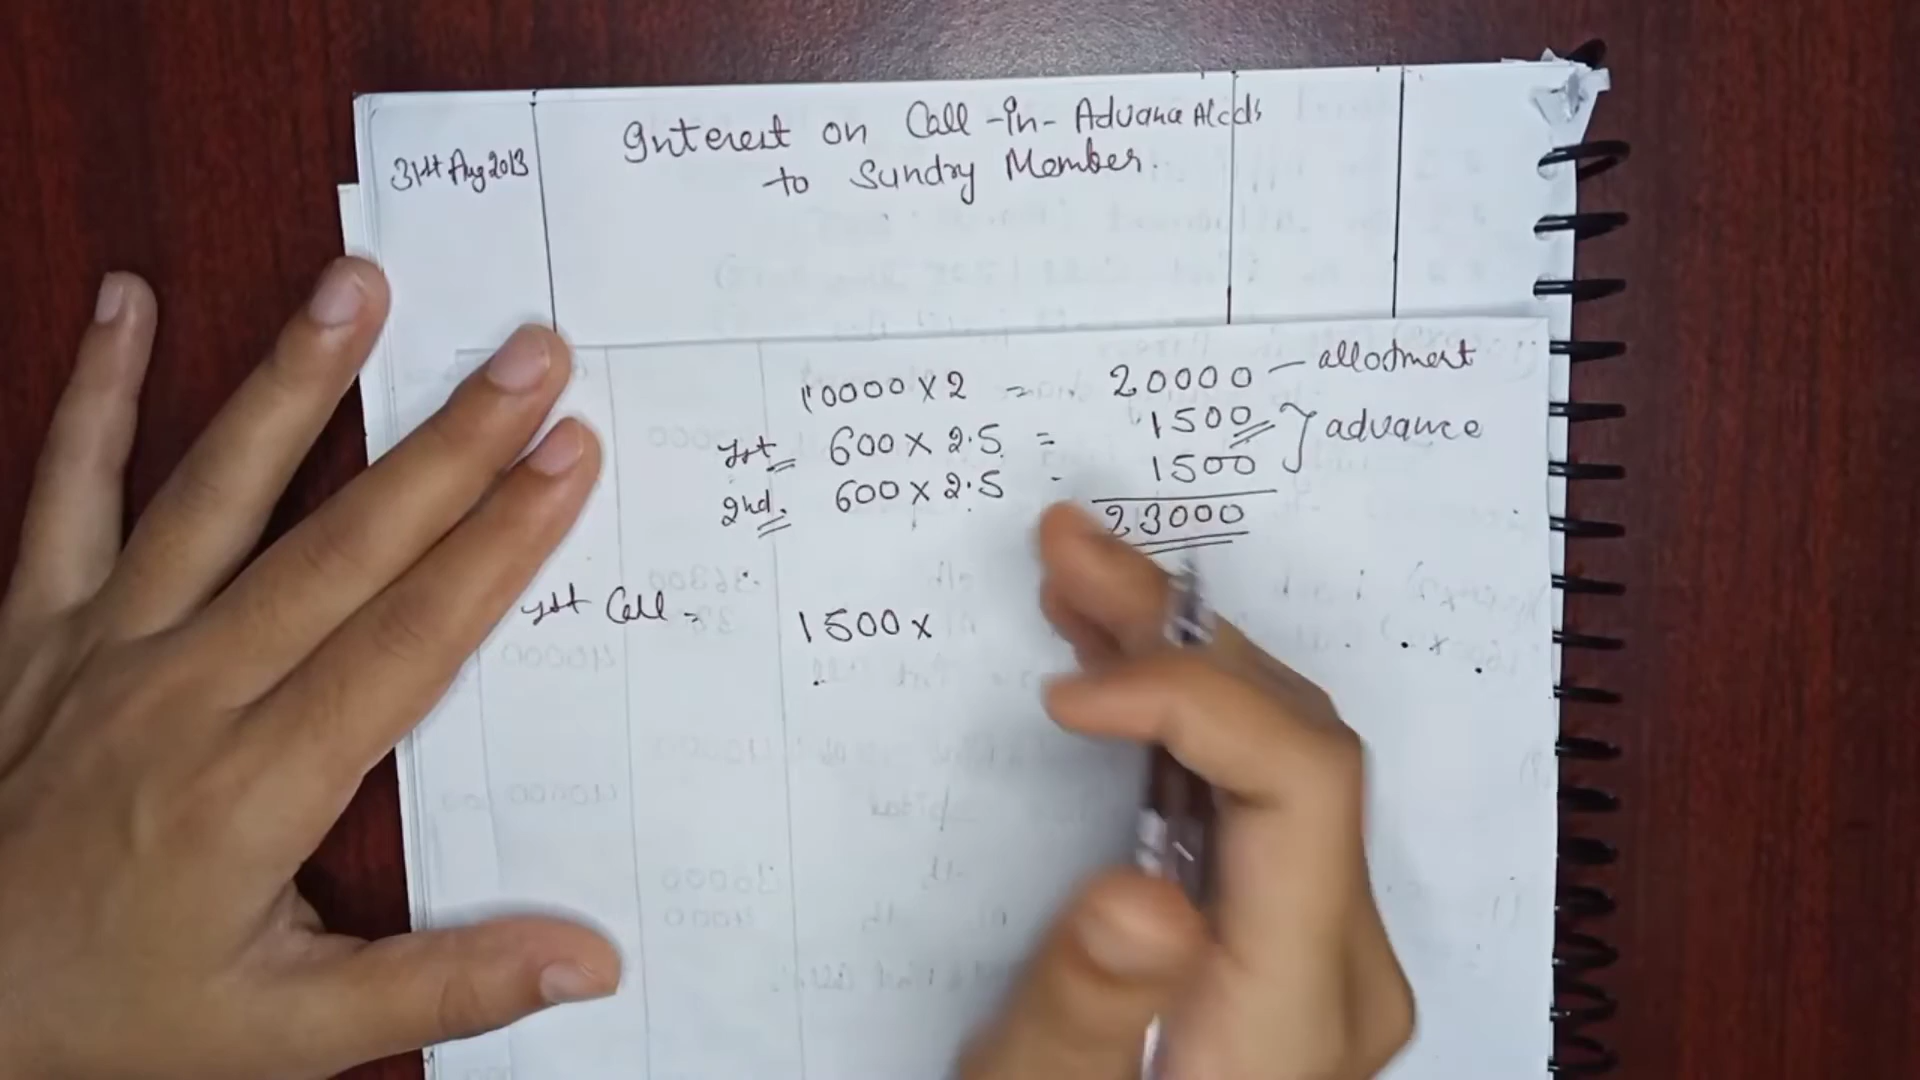 31st Aug 2013
Interest on Call-in-Advance A/c dr
to Sundry Member.
10000 x 2 = 20000 — allotment
1st 600 x 2.5 = 1500 } advance
2nd. 600 x 2.5 = 1500
23000
1st Call = 1500 x